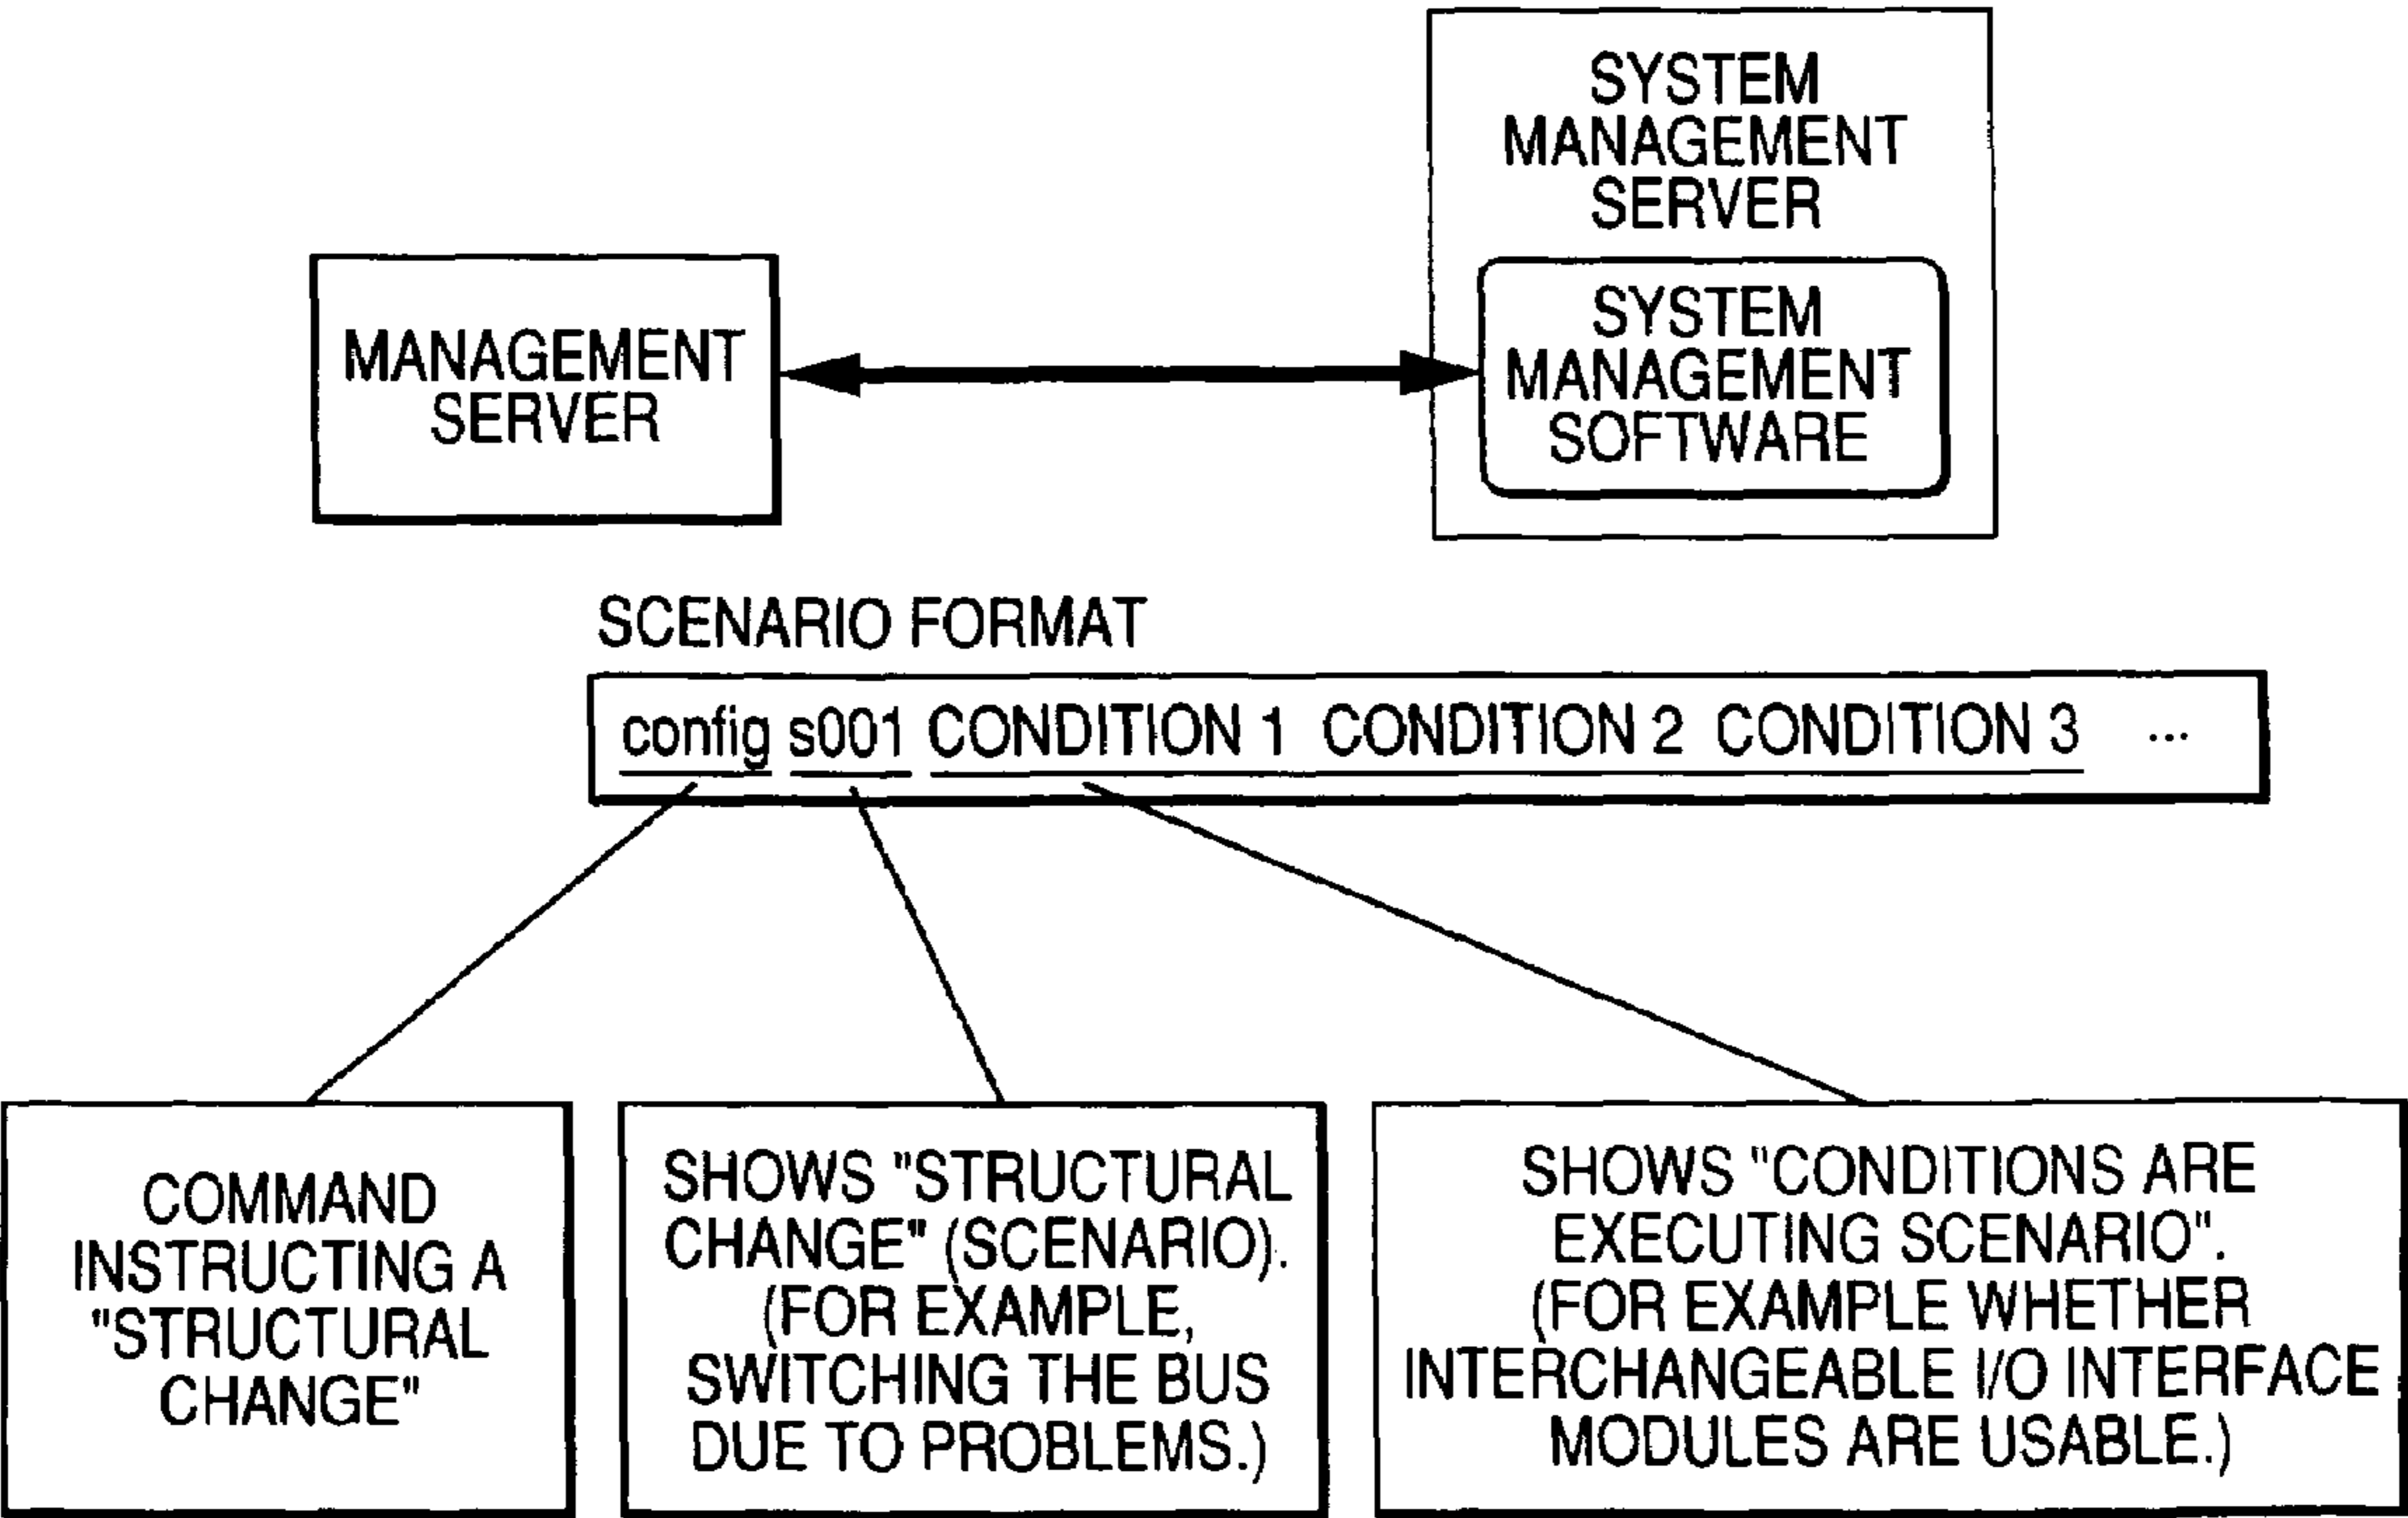 SYSTEM
MANAGEMENT
SERVER
MANAGEMENT
SERVER
SYSTEM
MANAGEMENT
SOFTWARE
SCENARIO FORMAT
config s001 CONDITION 1 CONDITION 2 CONDITION 3 ...
COMMAND
INSTRUCTING A
"STRUCTURAL
CHANGE"
SHOWS "STRUCTURAL
CHANGE" (SCENARIO).
(FOR EXAMPLE,
SWITCHING THE BUS
DUE TO PROBLEMS.)
SHOWS "CONDITIONS ARE
EXECUTING SCENARIO".
(FOR EXAMPLE WHETHER
INTERCHANGEABLE I/O INTERFACE
MODULES ARE USABLE.)